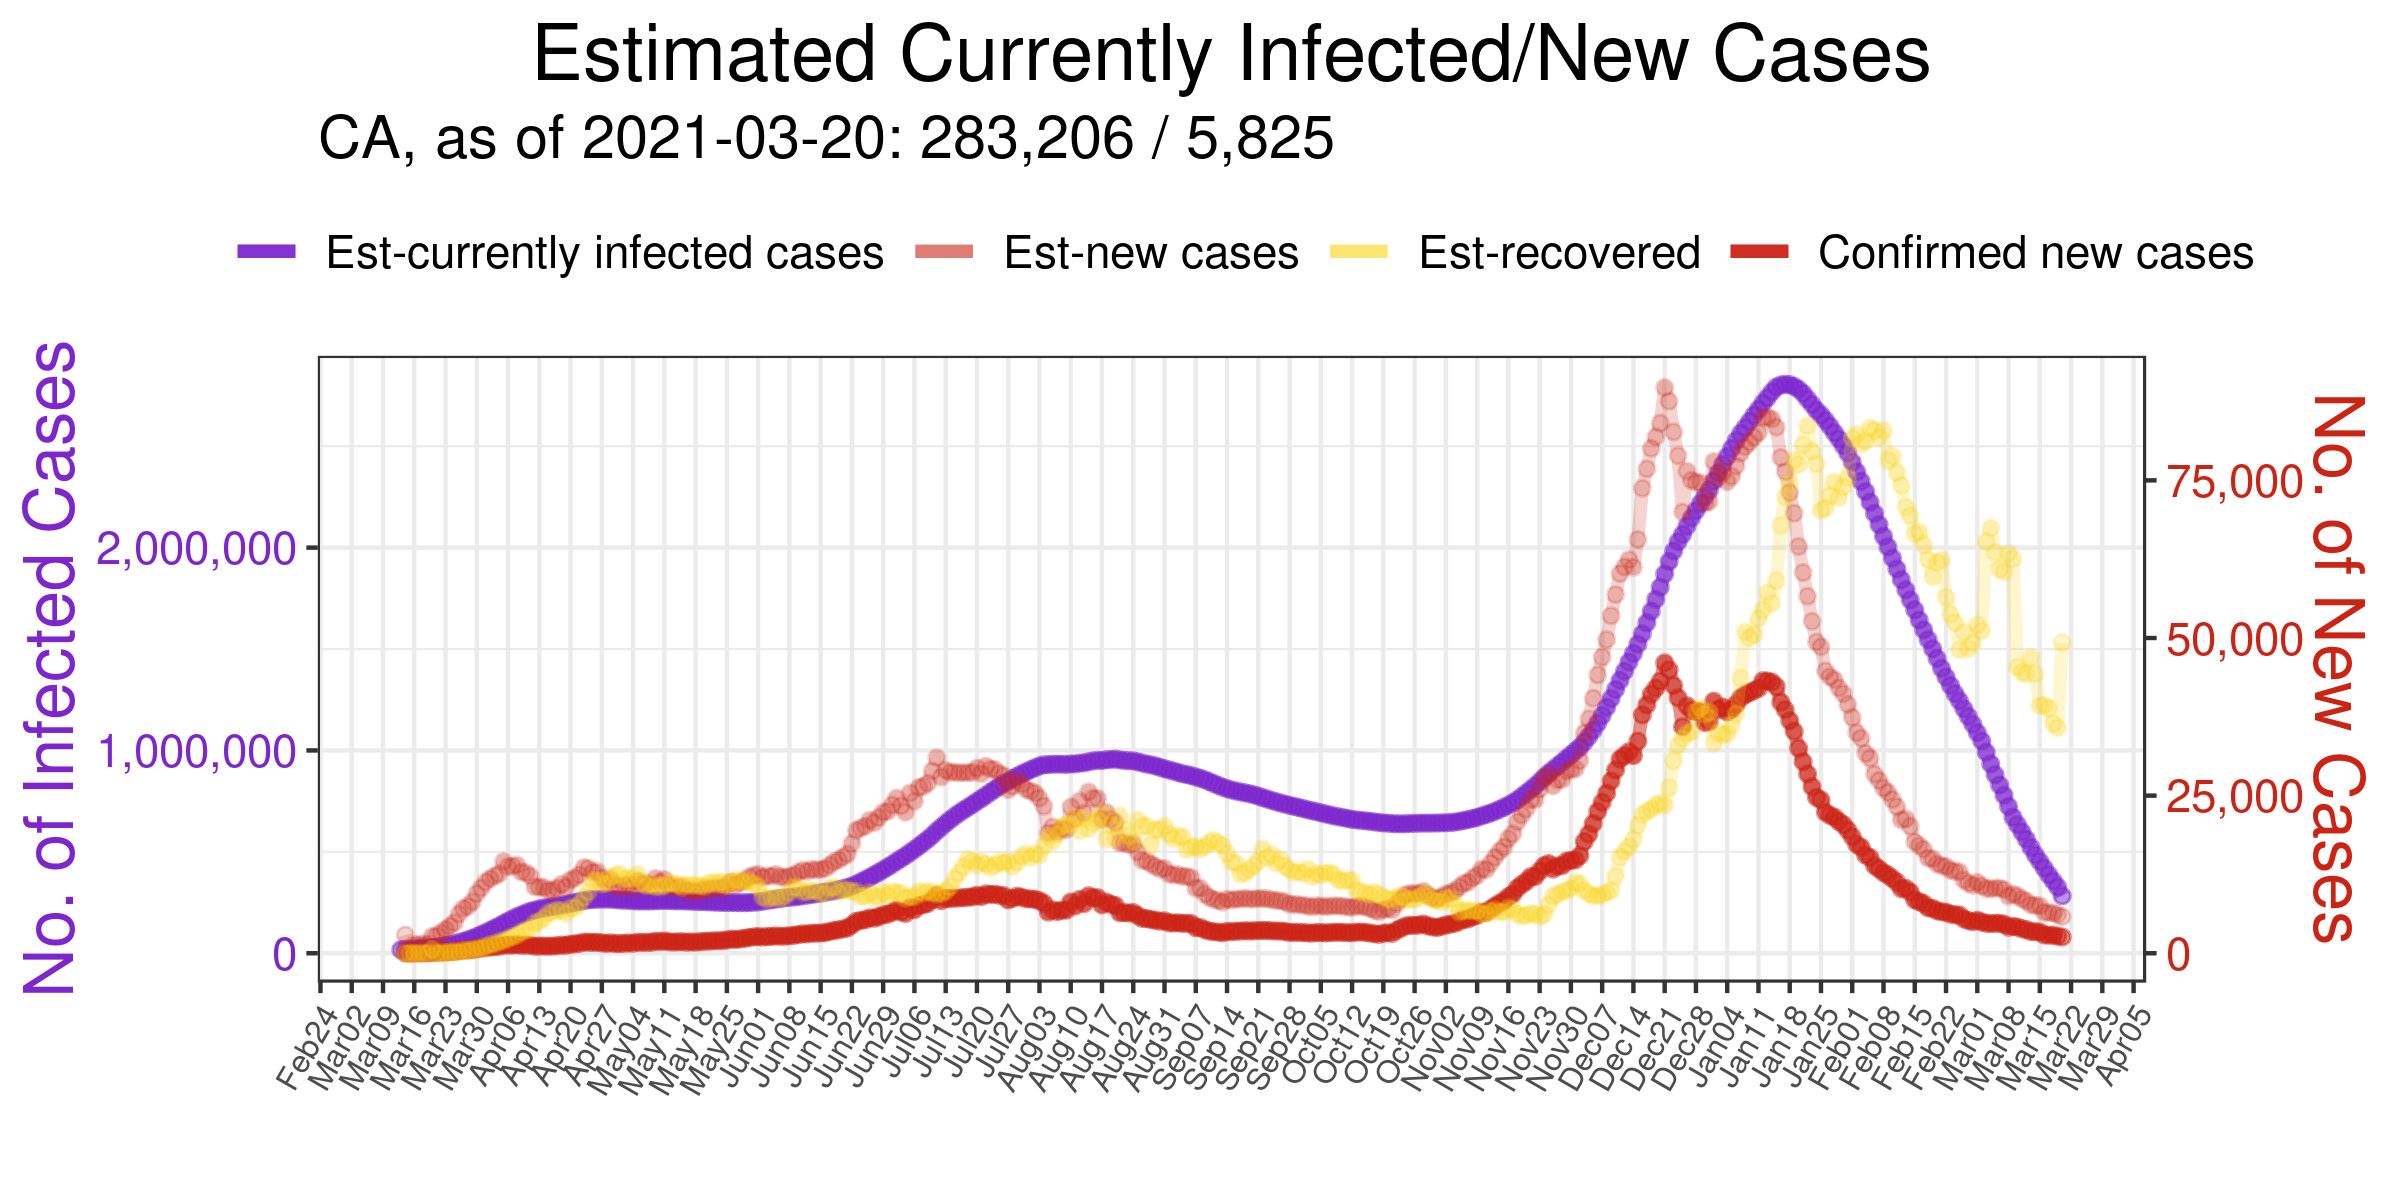 Estimated Currently Infected/New Cases
CA, as of 2021-03-20: 283,206 / 5,825
Est-currently infected cases
Est-new cases
Est-recovered
Confirmed new cases
No. of Infected Cases
2,000,000
1,000,000
0
No. of New Cases
75,000
50,000
25,000
0
Feb24
Mar02
Mar09
Mar16
Mar23
Mar30
Apr06
Apr13
Apr20
Apr27
May04
May11
May18
May25
Jun01
Jun08
Jun15
Jun22
Jun29
Jul06
Jul13
Jul20
Jul27
Aug03
Aug10
Aug17
Aug24
Aug31
Sep07
Sep14
Sep21
Sep28
Oct05
Oct12
Oct19
Oct26
Nov02
Nov09
Nov16
Nov23
Nov30
Dec07
Dec14
Dec21
Dec28
Jan04
Jan11
Jan18
Jan25
Feb01
Feb08
Feb15
Feb22
Mar01
Mar08
Mar15
Mar22
Mar29
Apr05